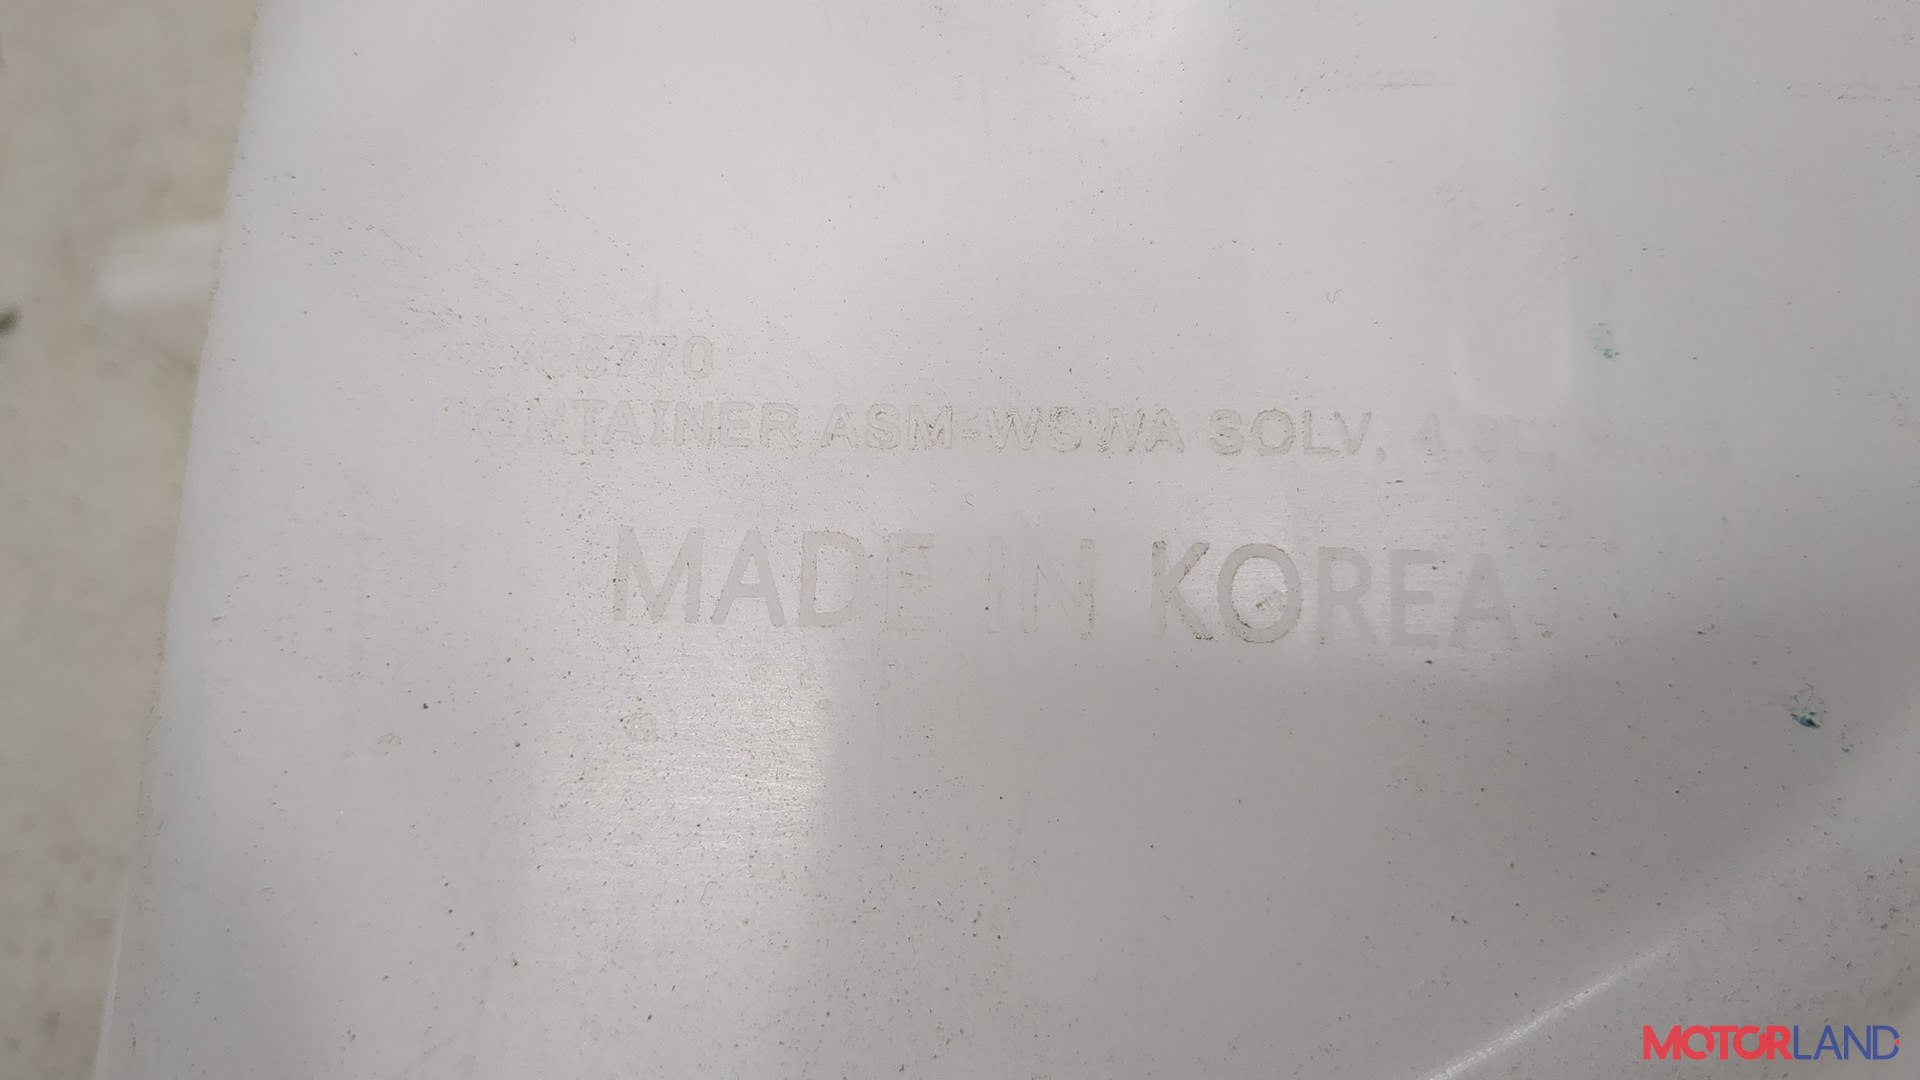 CONTAINER ASM-WSWA SOLV,
MADE IN KOREA
MOTORLAND